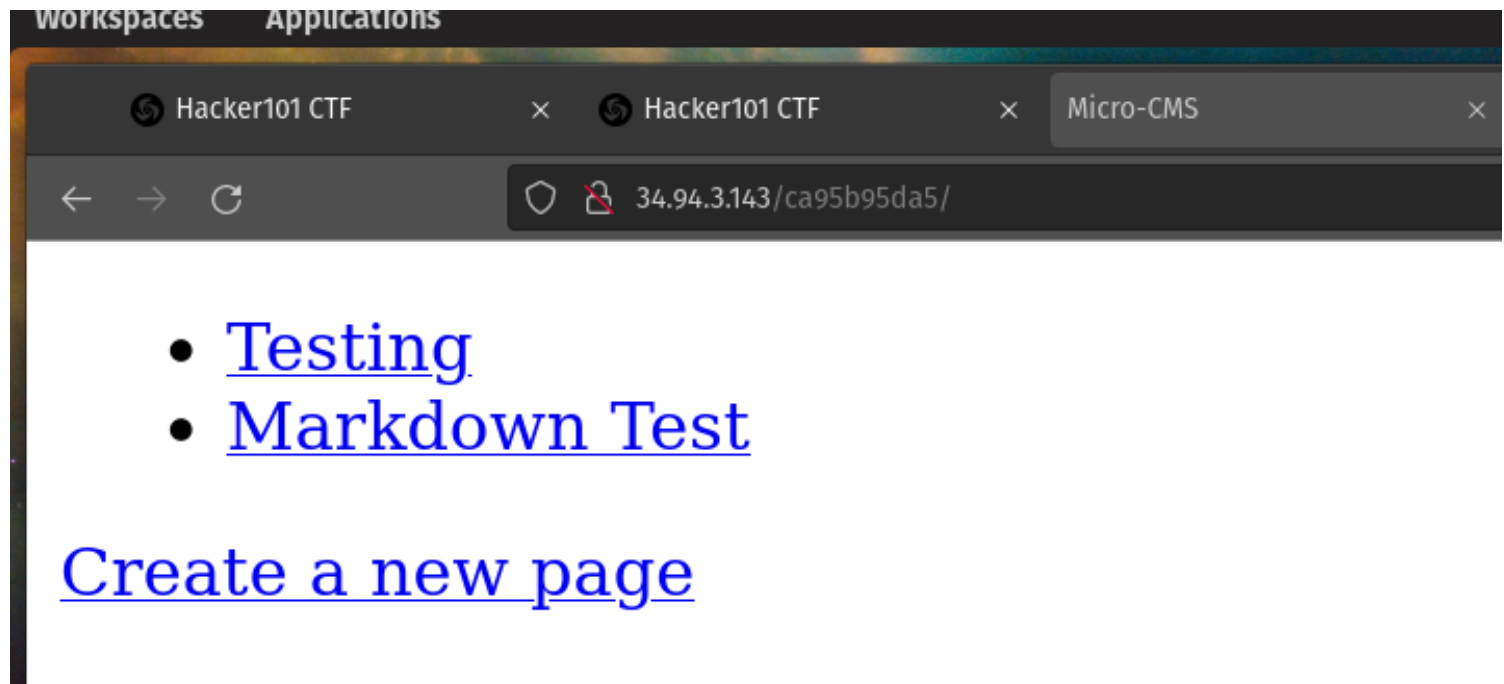 Workspaces Applications
Hacker101 CTF × Hacker101 CTF × Micro-CMS ×
34.94.3.143/ca95b95da5/
• Testing
• Markdown Test
Create a new page